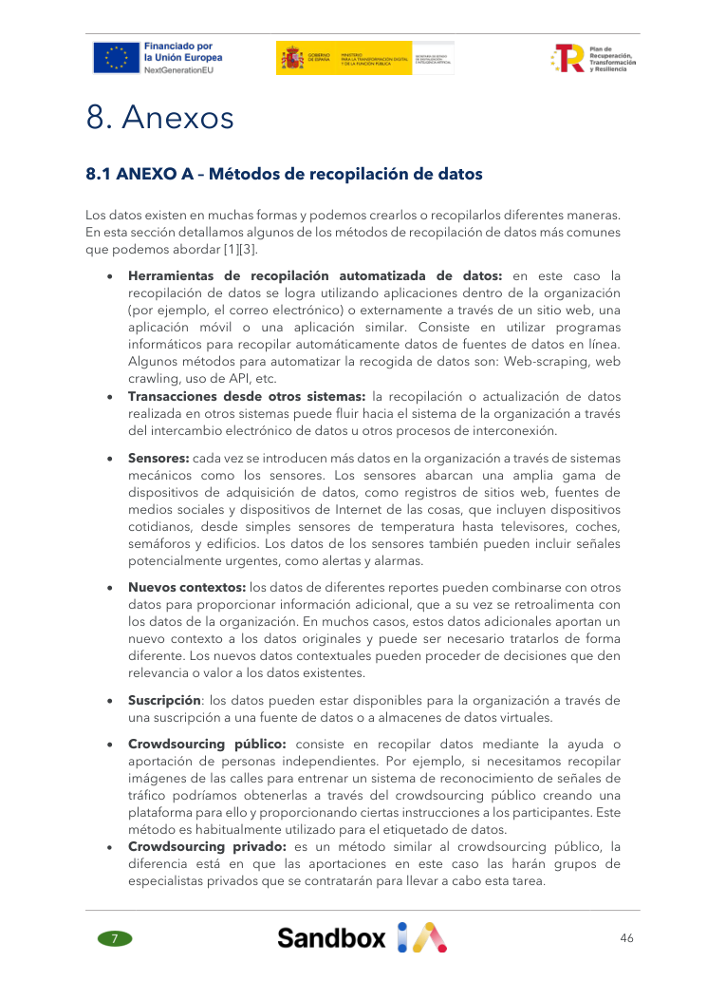 Financiado por
la Unión Europea
NextGenerationEU
GOBIERNO
DE ESPAÑA
MINISTERIO
PARA LA TRANSFORMACIÓN DIGITAL
Y DE LA FUNCIÓN PÚBLICA
SECRETARÍA DE ESTADO
DE DIGITALIZACIÓN
E INTELIGENCIA ARTIFICIAL
Plan de
Recuperación,
Transformación
y Resiliencia
8. Anexos
8.1 ANEXO A – Métodos de recopilación de datos
Los datos existen en muchas formas y podemos crearlos o recopilarlos diferentes maneras.
En esta sección detallamos algunos de los métodos de recopilación de datos más comunes
que podemos abordar [1][3].
• Herramientas de recopilación automatizada de datos: en este caso la
recopilación de datos se logra utilizando aplicaciones dentro de la organización
(por ejemplo, el correo electrónico) o externamente a través de un sitio web, una
aplicación móvil o una aplicación similar. Consiste en utilizar programas
informáticos para recopilar automáticamente datos de fuentes de datos en línea.
Algunos métodos para automatizar la recogida de datos son: Web-scraping, web
crawling, uso de API, etc.
• Transacciones desde otros sistemas: la recopilación o actualización de datos
realizada en otros sistemas puede fluir hacia el sistema de la organización a través
del intercambio electrónico de datos u otros procesos de interconexión.
• Sensores: cada vez se introducen más datos en la organización a través de sistemas
mecánicos como los sensores. Los sensores abarcan una amplia gama de
dispositivos de adquisición de datos, como registros de sitios web, fuentes de
medios sociales y dispositivos de Internet de las cosas, que incluyen dispositivos
cotidianos, desde simples sensores de temperatura hasta televisores, coches,
semáforos y edificios. Los datos de los sensores también pueden incluir señales
potencialmente urgentes, como alertas y alarmas.
• Nuevos contextos: los datos de diferentes reportes pueden combinarse con otros
datos para proporcionar información adicional, que a su vez se retroalimenta con
los datos de la organización. En muchos casos, estos datos adicionales aportan un
nuevo contexto a los datos originales y puede ser necesario tratarlos de forma
diferente. Los nuevos datos contextuales pueden proceder de decisiones que den
relevancia o valor a los datos existentes.
• Suscripción: los datos pueden estar disponibles para la organización a través de
una suscripción a una fuente de datos o a almacenes de datos virtuales.
• Crowdsourcing público: consiste en recopilar datos mediante la ayuda o
aportación de personas independientes. Por ejemplo, si necesitamos recopilar
imágenes de las calles para entrenar un sistema de reconocimiento de señales de
tráfico podríamos obtenerlas a través del crowdsourcing público creando una
plataforma para ello y proporcionando ciertas instrucciones a los participantes. Este
método es habitualmente utilizado para el etiquetado de datos.
• Crowdsourcing privado: es un método similar al crowdsourcing público, la
diferencia está en que las aportaciones en este caso las harán grupos de
especialistas privados que se contratarán para llevar a cabo esta tarea.
7
Sandbox IA
46